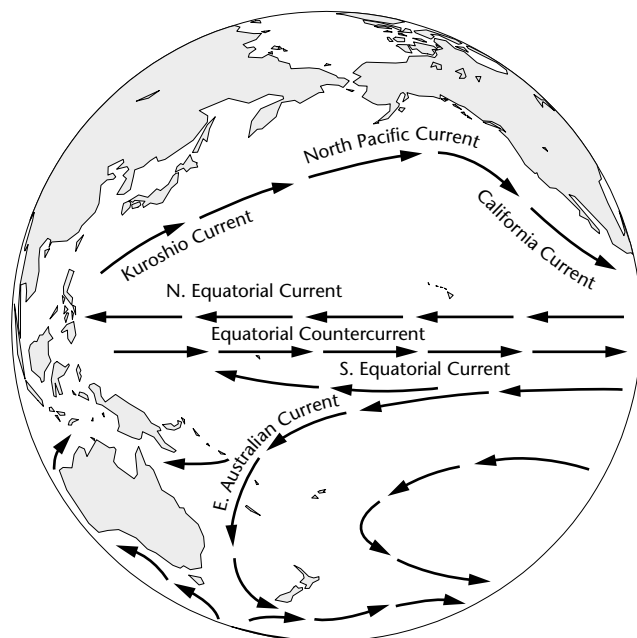 North Pacific Current
Kuroshio Current
California Current
N. Equatorial Current
Equatorial Countercurrent
S. Equatorial Current
E. Australian Current